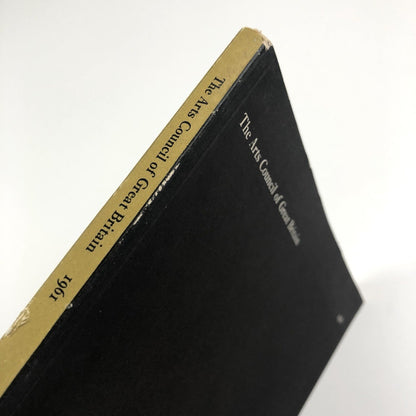 The Arts Council of Great Britain 1961
The Arts Council of Great Britain